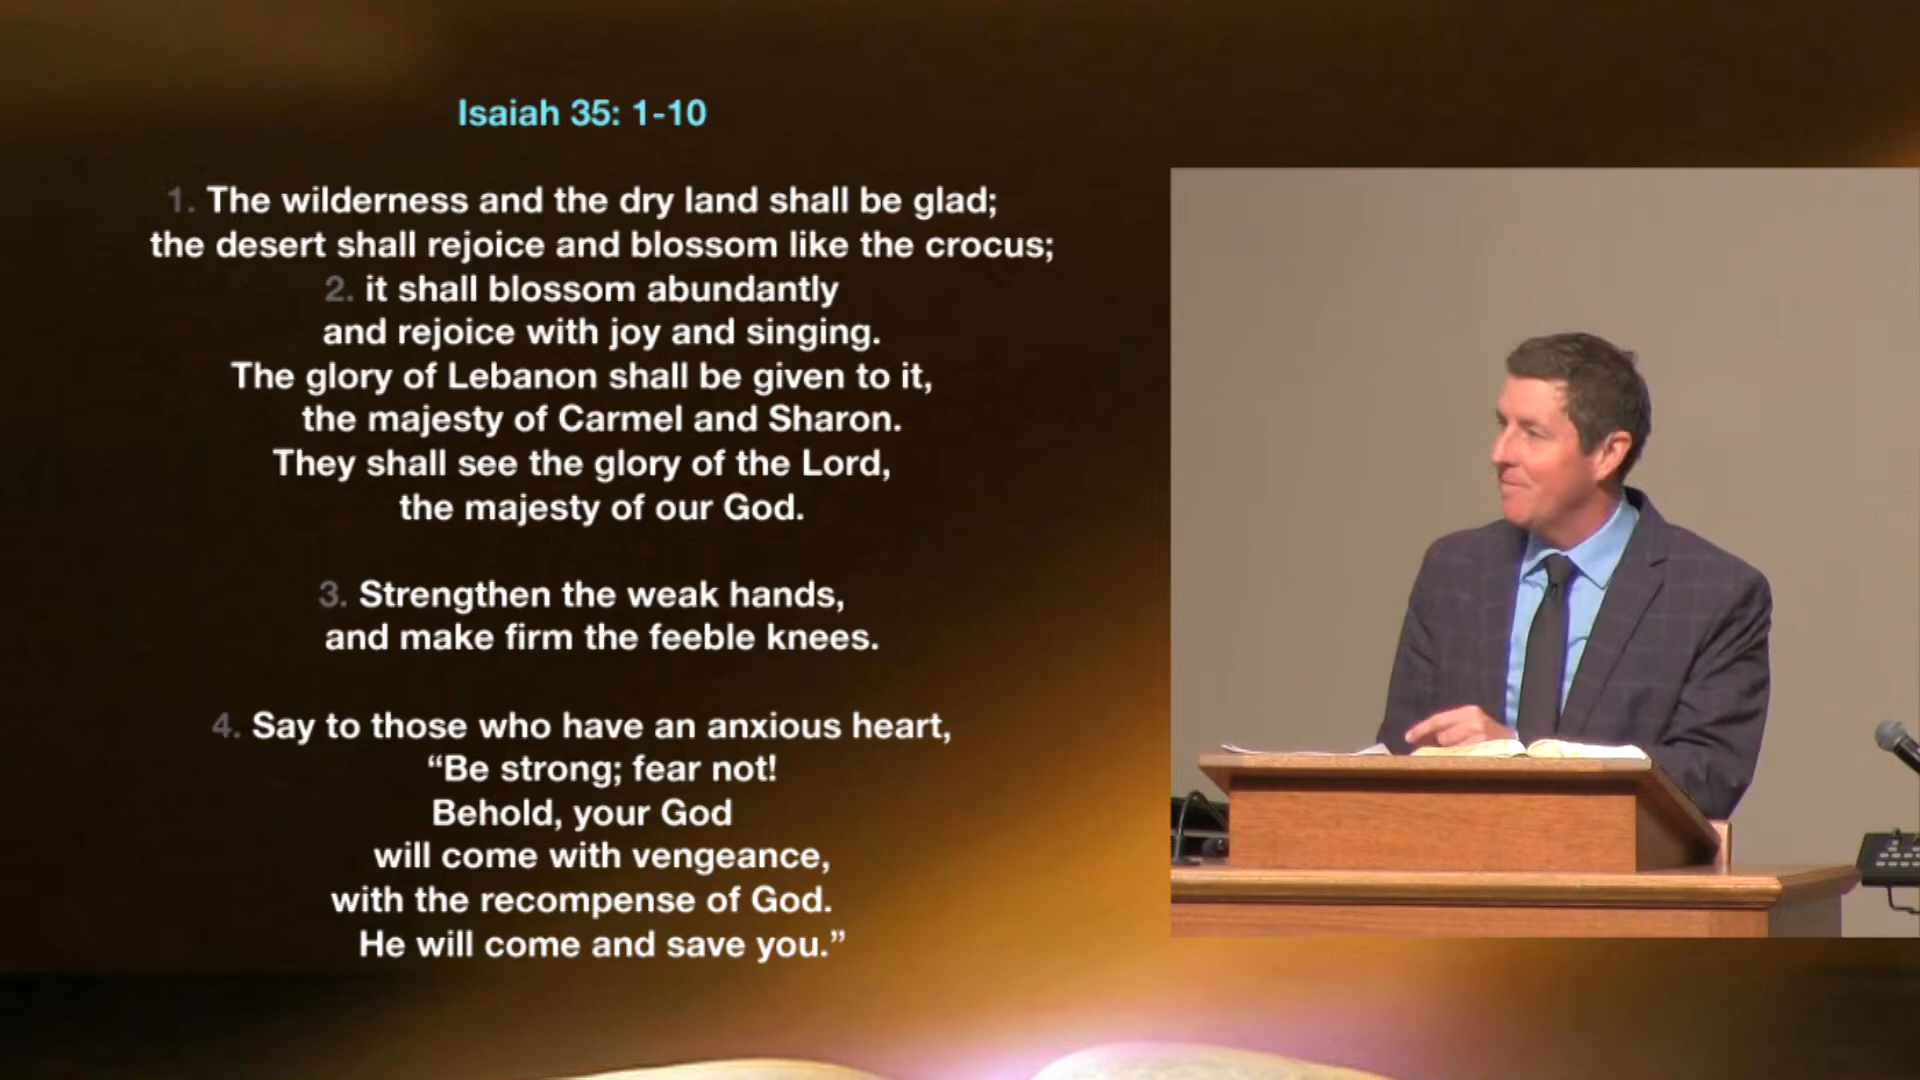 Isaiah 35: 1-10
1. The wilderness and the dry land shall be glad;
the desert shall rejoice and blossom like the crocus;
2. it shall blossom abundantly
and rejoice with joy and singing.
The glory of Lebanon shall be given to it,
the majesty of Carmel and Sharon.
They shall see the glory of the Lord,
the majesty of our God.
3. Strengthen the weak hands,
and make firm the feeble knees.
4. Say to those who have an anxious heart,
“Be strong; fear not!
Behold, your God
will come with vengeance,
with the recompense of God.
He will come and save you.”